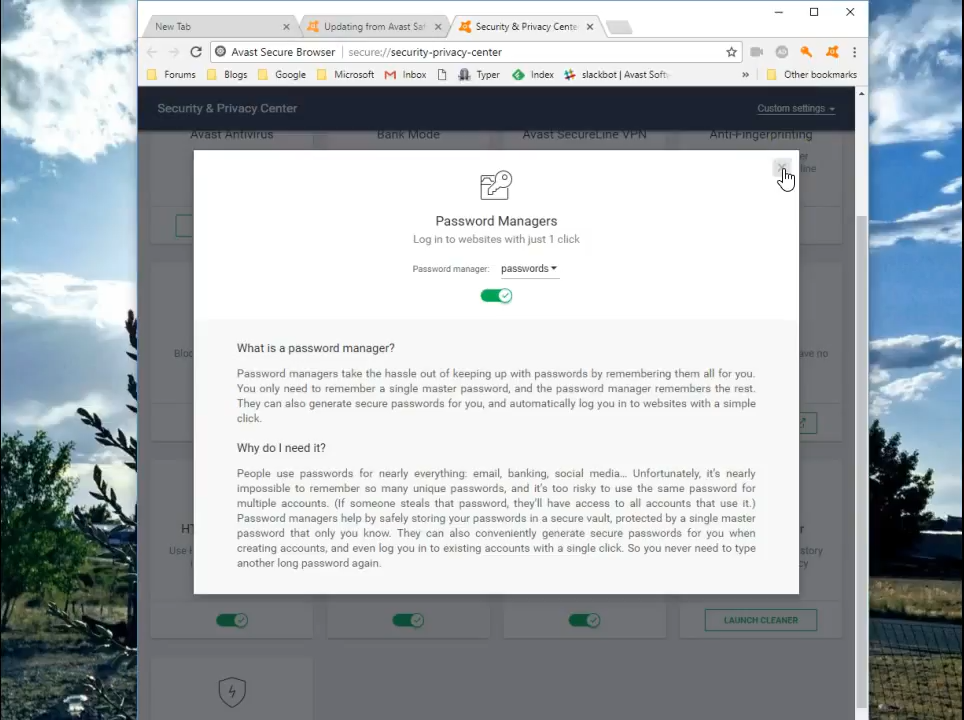 New Tab
Updating from Avast Saf
Security & Privacy Cente
Avast Secure Browser
secure://security-privacy-center
Forums
Blogs
Google
Microsoft
Inbox
Typer
Index
slackbot | Avast Soft
»
Other bookmarks
Security & Privacy Center
Custom settings
Avast Antivirus
Bank Mode
Avast SecureLine VPN
Anti-Fingerprinting
line
Password Managers
Log in to websites with just 1 click
Password manager: passwords
What is a password manager?
Password managers take the hassle out of keeping up with passwords by remembering them all for you.
You only need to remember a single master password, and the password manager remembers the rest.
They can also generate secure passwords for you, and automatically log you in to websites with a simple
click.
Why do I need it?
People use passwords for nearly everything: email, banking, social media... Unfortunately, it's nearly
impossible to remember so many unique passwords, and it's too risky to use the same password for
multiple accounts. (If someone steals that password, they'll have access to all accounts that use it.)
Password managers help by safely storing your passwords in a secure vault, protected by a single master
password that only you know. They can also conveniently generate secure passwords for you when
creating accounts, and even log you in to existing accounts with a single click. So you never need to type
another long password again.
Bloc
ave no
HT
Use
story
LAUNCH CLEANER